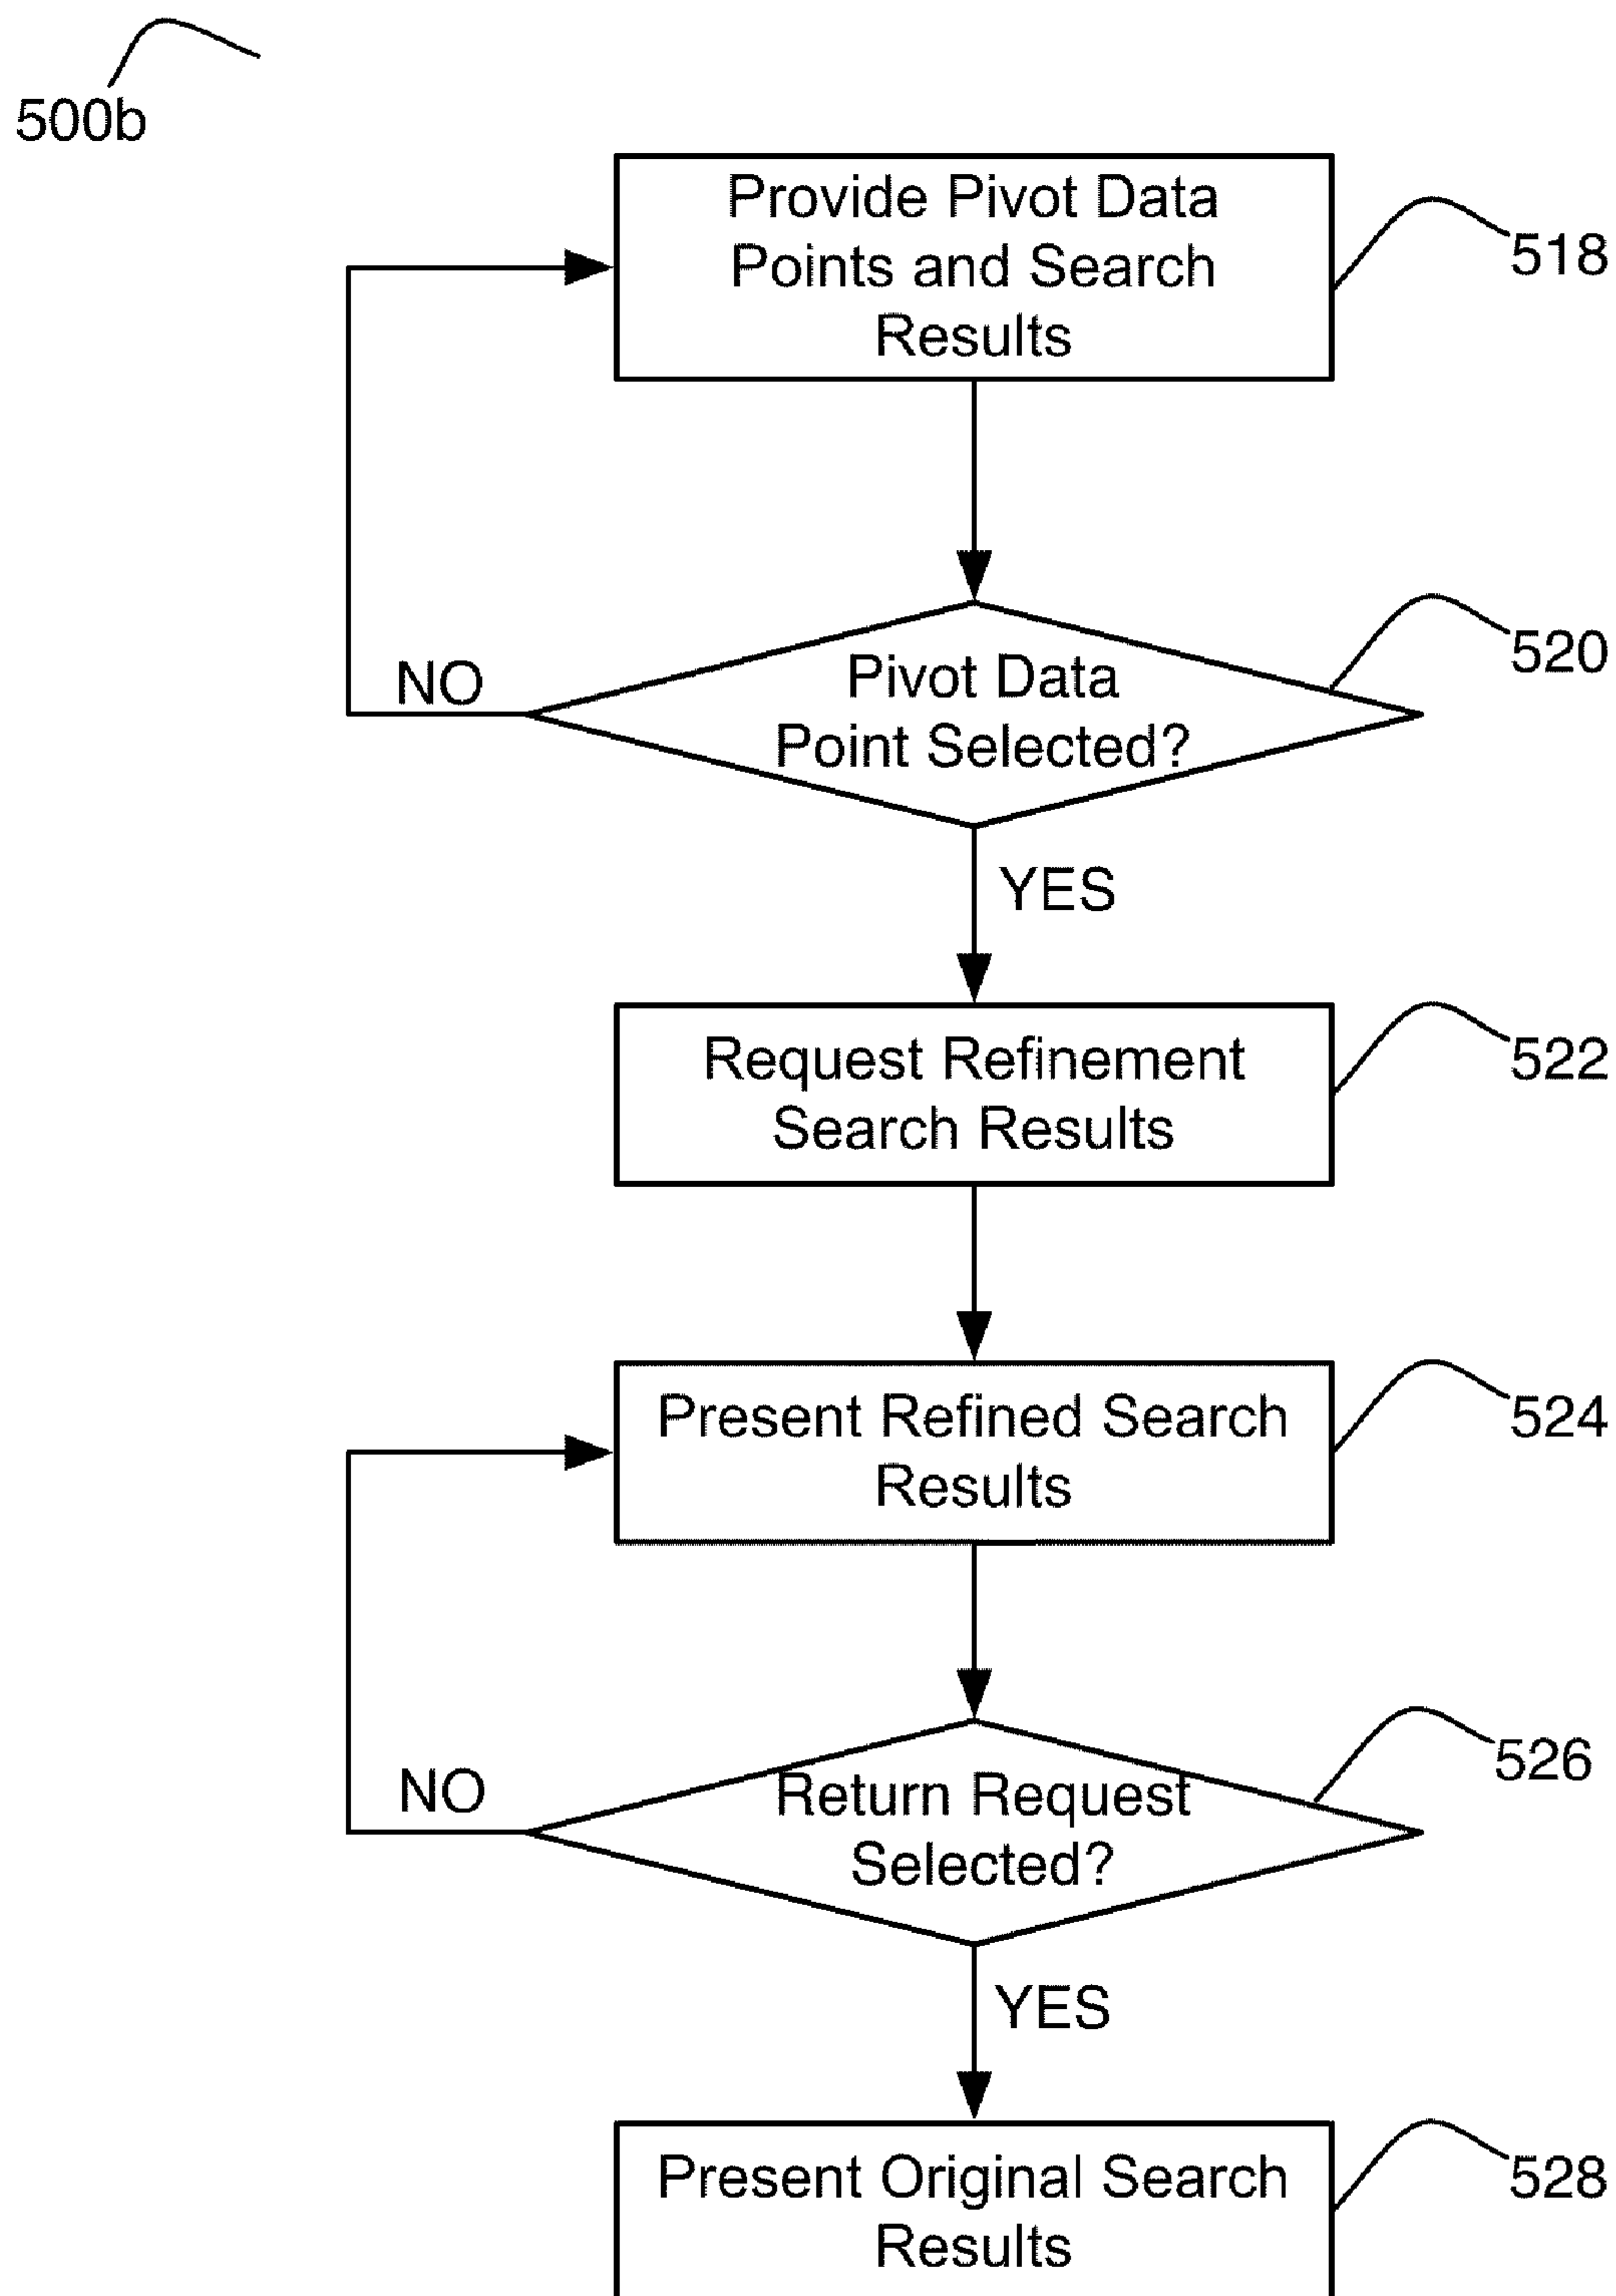 500b
Provide Pivot Data
Points and Search
Results
518
Pivot Data
Point Selected?
520
NO
YES
Request Refinement
Search Results
522
Present Refined Search
Results
524
Return Request
Selected?
526
NO
YES
Present Original Search
Results
528